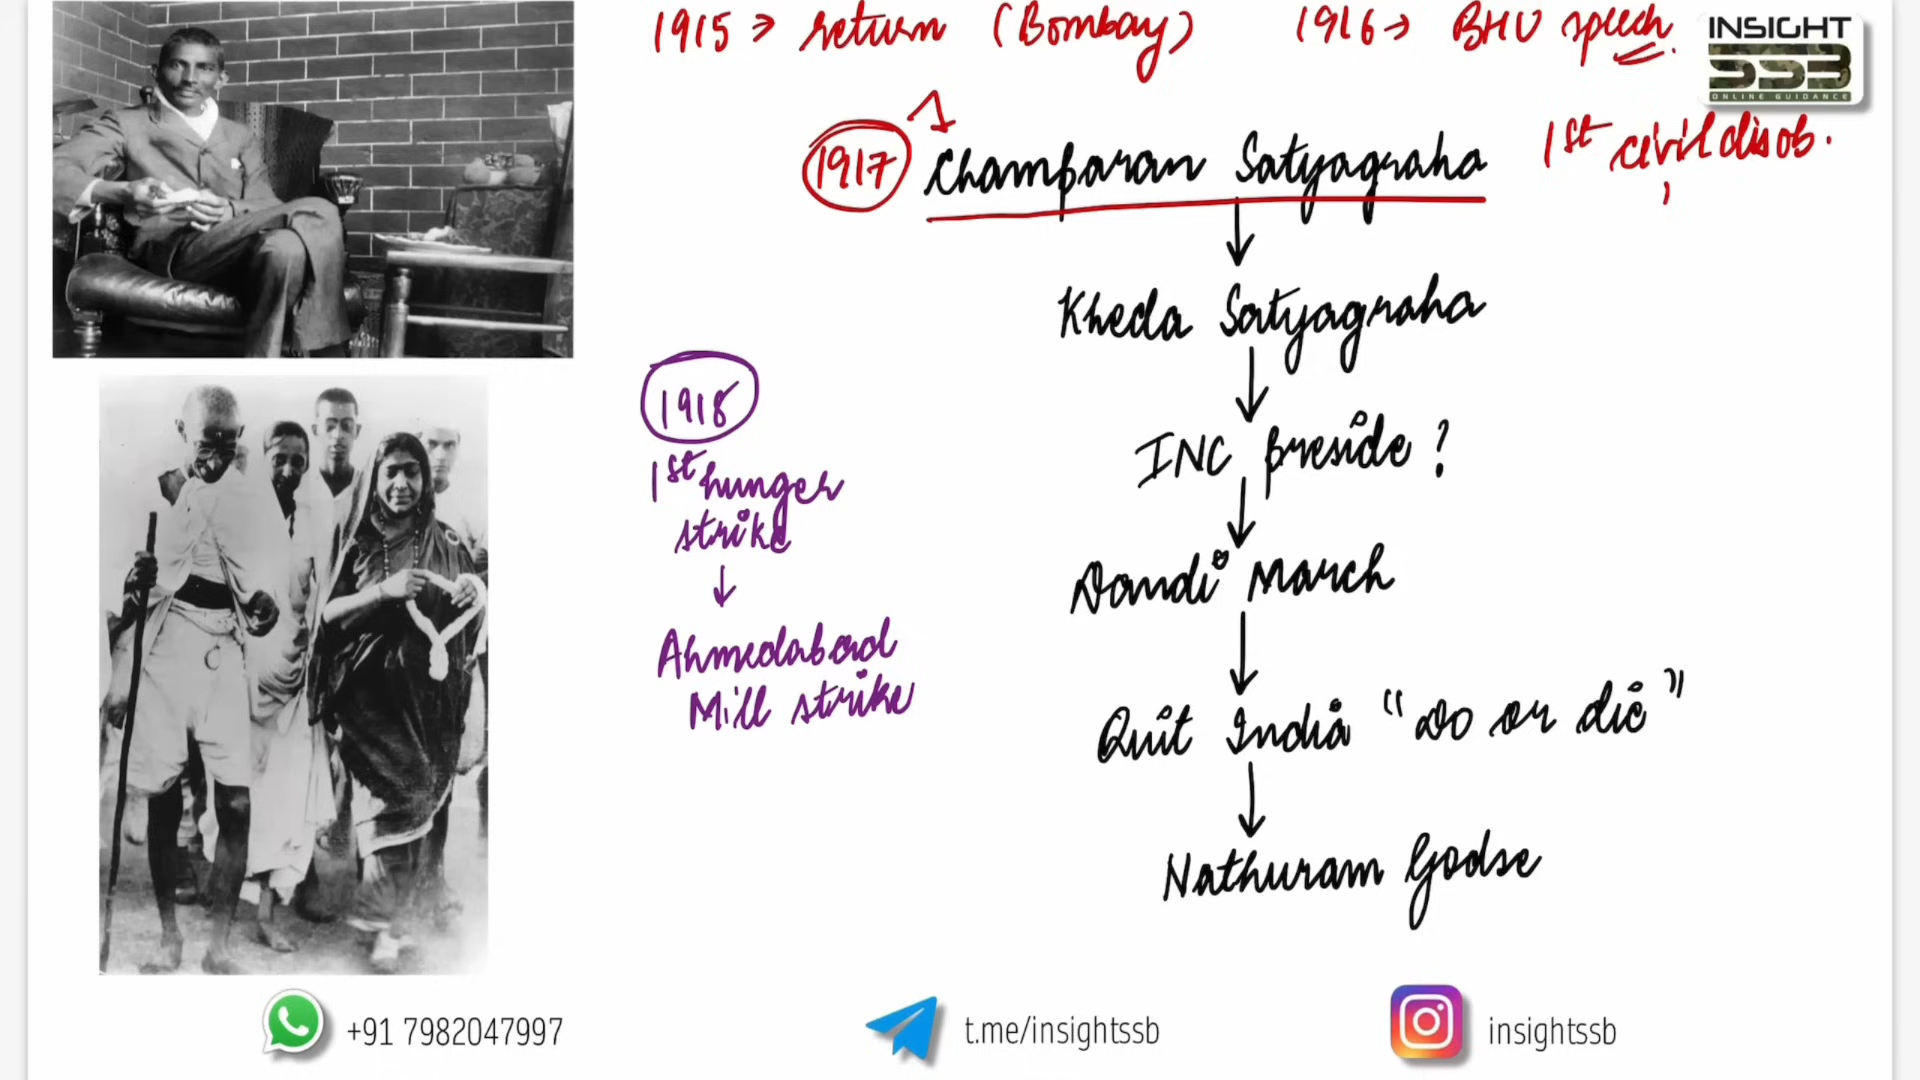 1915 → return (Bombay)
1916 → BHU speech.
INSIGHT
SSB
ONLINE GUIDANCE
1
1917
Champaran Satyagraha
1st civil disob.
Kheda Satyagraha
1918
INC preside ?
1st hunger
strike
Dandi March
Ahmedabad
Mill strike
Quit India “Do or die”
Nathuram Godse
+91 7982047997
t.me/insightssb
insightssb